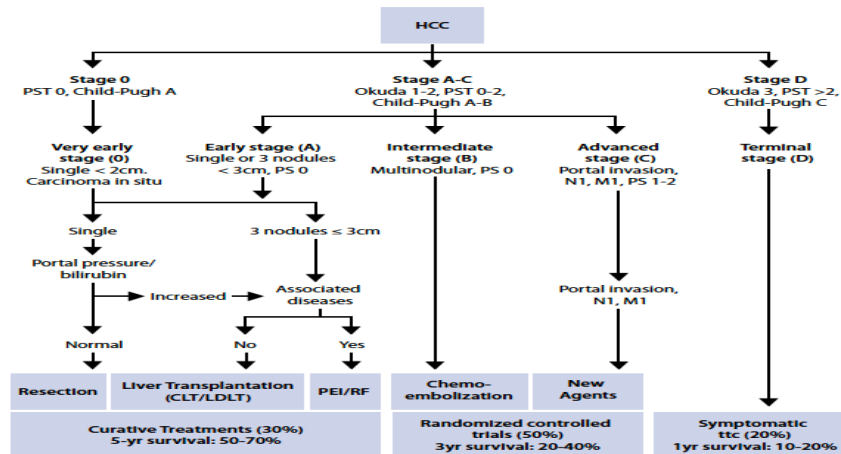 HCC
Stage 0
PST 0, Child-Pugh A
Stage A-C
Okuda 1-2, PST 0-2,
Child-Pugh A-B
Stage D
Okuda 3, PST >2,
Child-Pugh C
Very early
stage (0)
Single < 2cm.
Carcinoma in situ
Early stage (A)
Single or 3 nodules
< 3cm, PS 0
Intermediate
stage (B)
Multinodular, PS 0
Advanced
stage (C)
Portal invasion,
N1, M1, PS 1-2
Terminal
stage (D)
Single
3 nodules ≤ 3cm
Portal pressure/
bilirubin
Increased
Associated
diseases
Portal invasion,
N1, M1
Normal
No
Yes
Resection
Liver Transplantation
(CLT/LDLT)
PEI/RF
Chemo-
embolization
New
Agents
Curative Treatments (30%)
5-yr survival: 50-70%
Randomized controlled
trials (50%)
3yr survival: 20-40%
Symptomatic
ttc (20%)
1yr survival: 10-20%